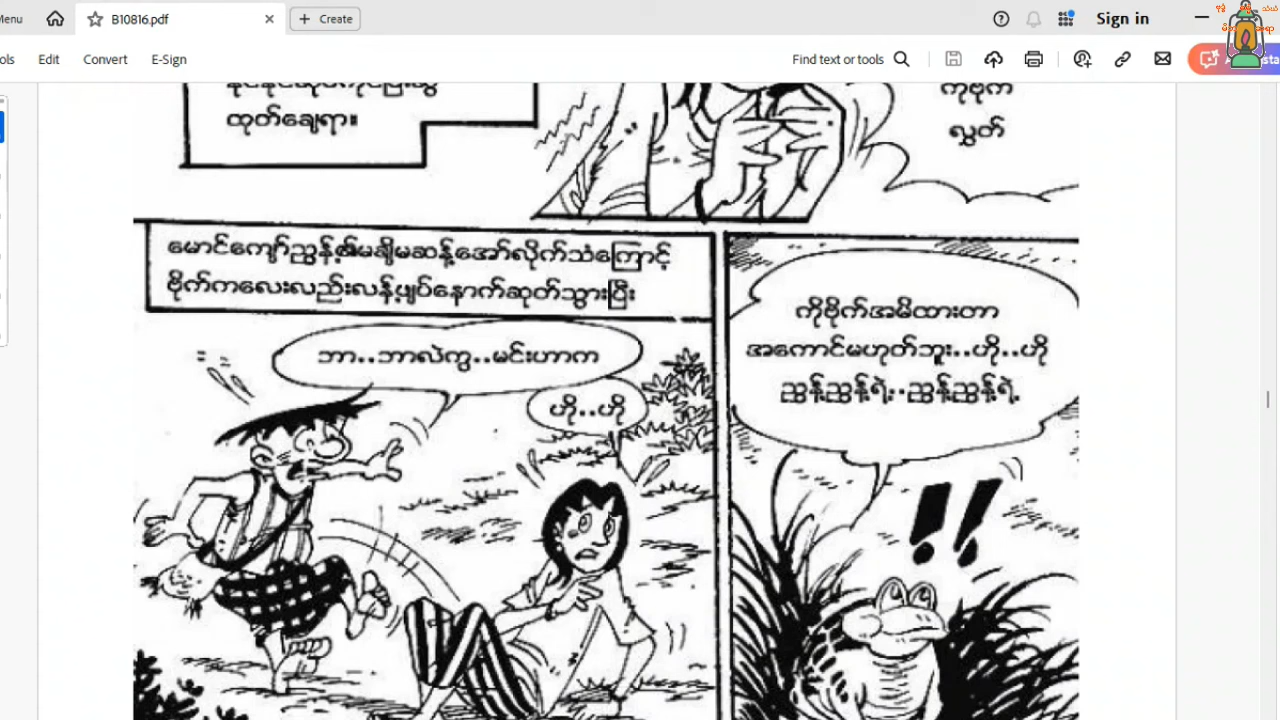 Menu
B10816.pdf
Create
Sign in
ols
Edit
Convert
E-Sign
Find text or tools
ထုတ်ချေရာ။
ကိုဗိုက်
လွှတ်
မောင်ကျော်ညွန့်၏မချိမဆန့်အော်လိုက်သံကြောင့်
ဗိုက်ကလေးလည်းလန့်ဖျပ်နောက်ဆုတ်သွားပြီး
ဘာ..ဘာလဲကွ..မင်းဟာက
ဟို..ဟို
ကိုဗိုက်အမိထားတာ
အကောင်မဟုတ်ဘူး..ဟို..ဟို
ညွန့်ညွန့်ရဲ့..ညွန့်ညွန့်ရဲ့
!!